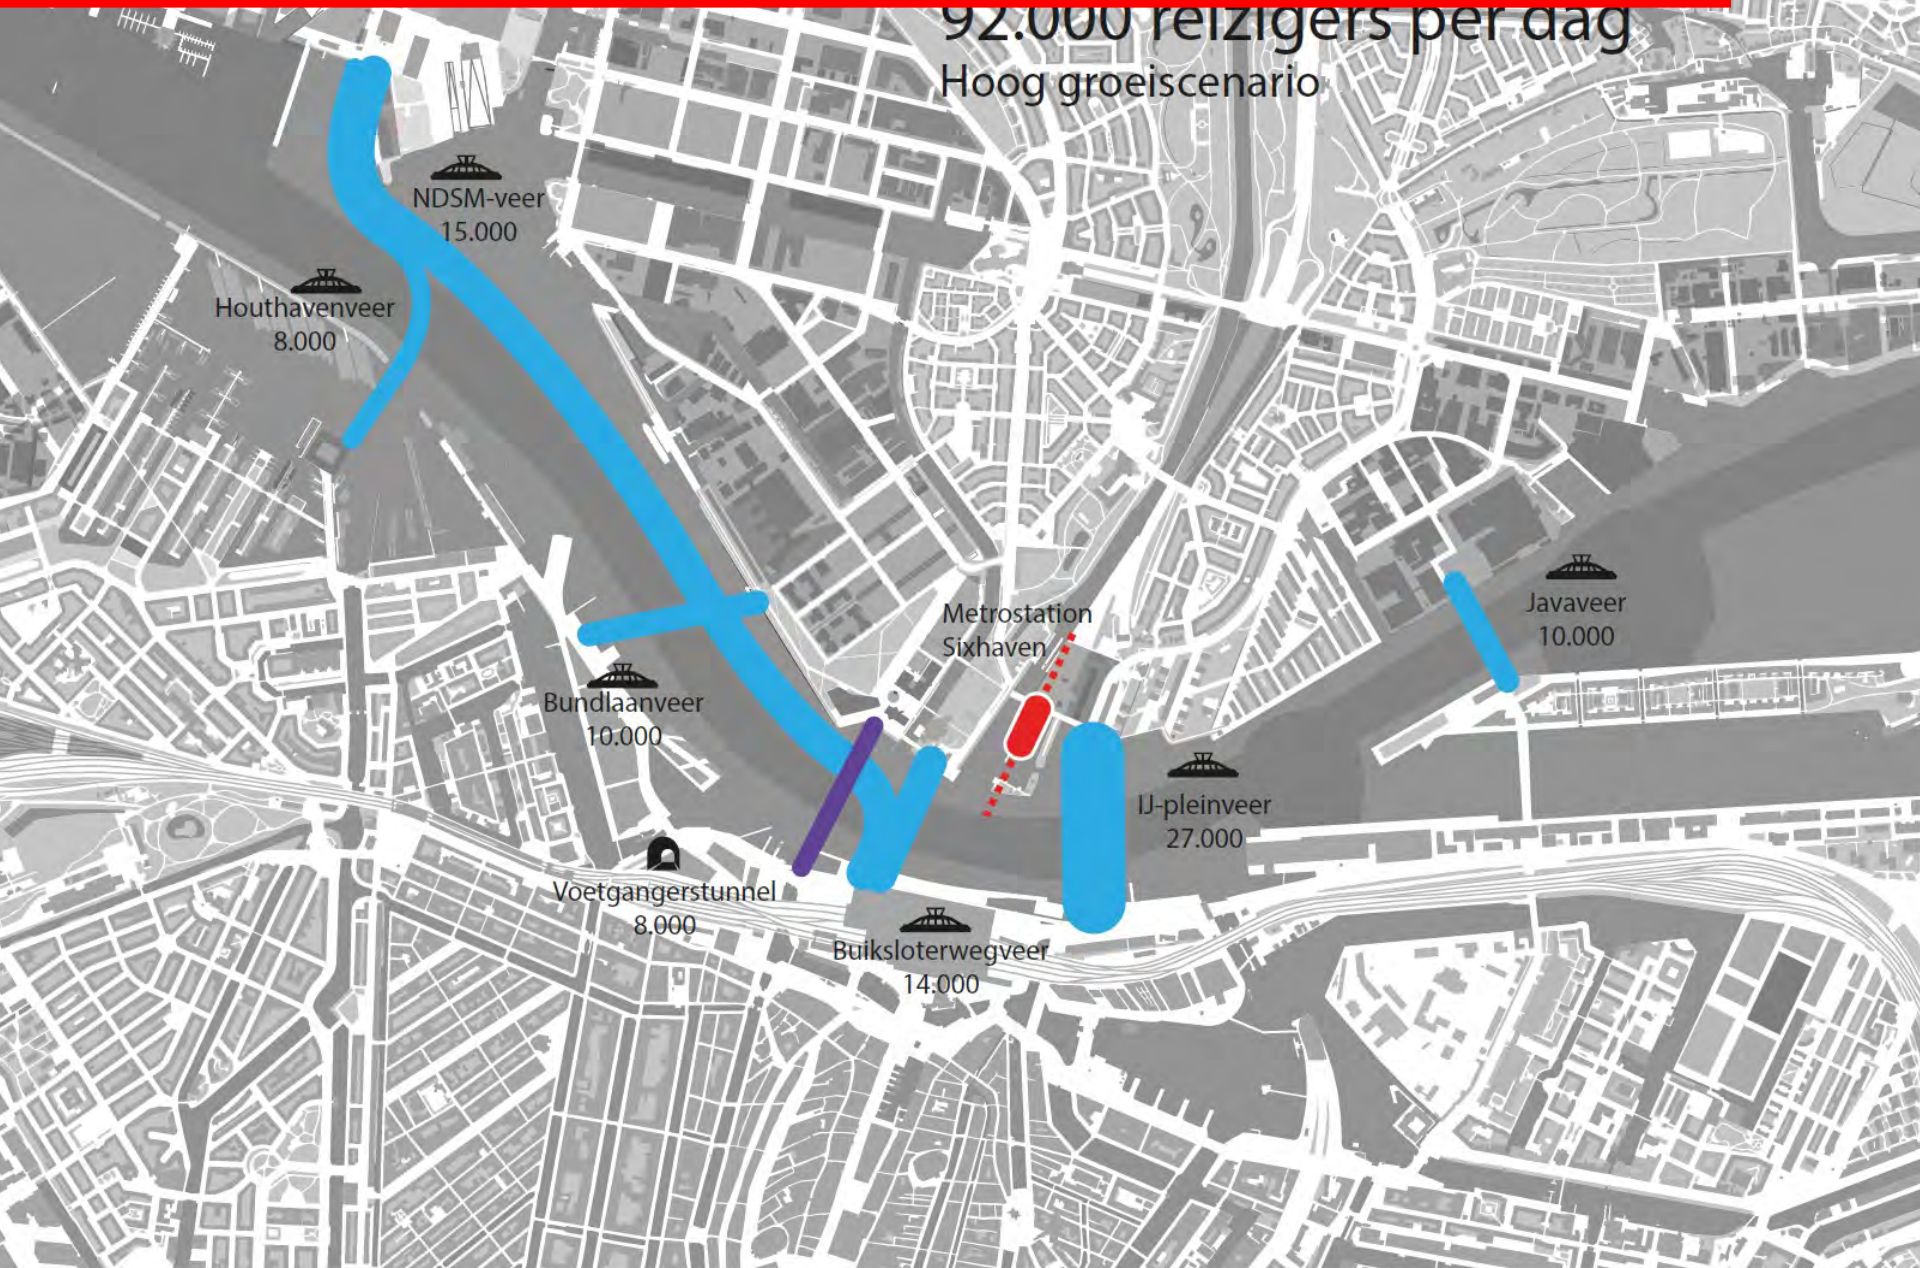 92.000 reizigers per dag
Hoog groeiscenario
NDSM-veer
15.000
Houthavenveer
8.000
Metrostation
Sixhaven
Javaveer
10.000
Bundlaanveer
10.000
IJ-pleinveer
27.000
Voetgangerstunnel
8.000
Buiksloterwegveer
14.000